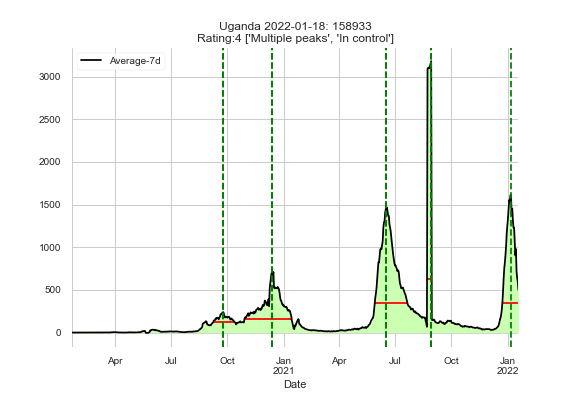 Uganda 2022-01-18: 158933
Rating:4 ['Multiple peaks', 'In control']
Average-7d
3000
2500
2000
1500
1000
500
0
Apr Jul Oct Jan Apr Jul Oct Jan
2021 2022
Date